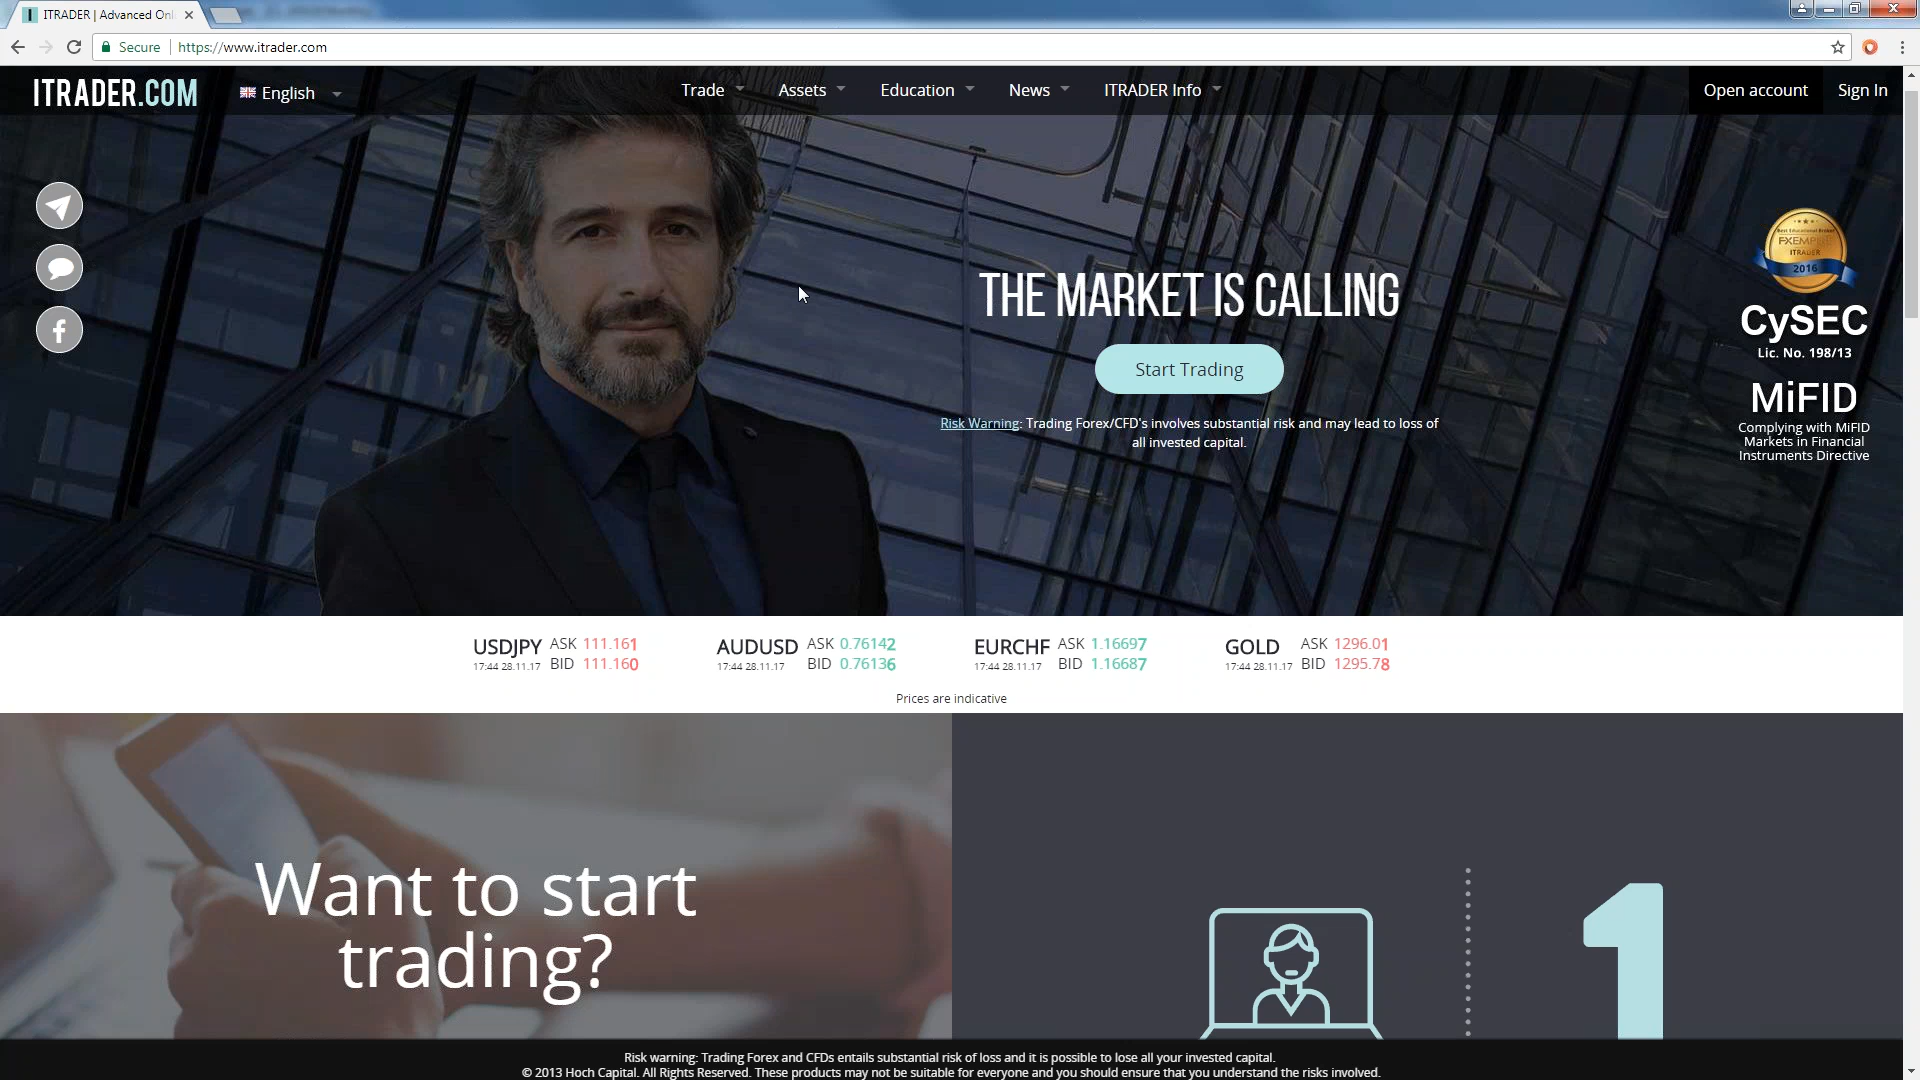 ITRADER | Advanced Onl
Secure
https://www.itrader.com
ITRADER.COM
English
Trade
Assets
Education
News
ITRADER Info
Open account
Sign In
Best Educational Broker
FXEMPIRE
ITRADER
2016
THE MARKET IS CALLING
CySEC
Lic. No. 198/13
Start Trading
MiFID
Complying with MiFID
Markets in Financial
Instruments Directive
Risk Warning: Trading Forex/CFD's involves substantial risk and may lead to loss of
all invested capital.
USDJPY ASK 111.161
17:44 28.11.17 BID 111.160
AUDUSD ASK 0.76142
17:44 28.11.17 BID 0.76136
EURCHF ASK 1.16697
17:44 28.11.17 BID 1.16687
GOLD ASK 1296.01
17:44 28.11.17 BID 1295.78
Prices are indicative
Want to start
trading?
1
Risk warning: Trading Forex and CFDs entails substantial risk of loss and it is possible to lose all your invested capital.
© 2013 Hoch Capital. All Rights Reserved. These products may not be suitable for everyone and you should ensure that you understand the risks involved.